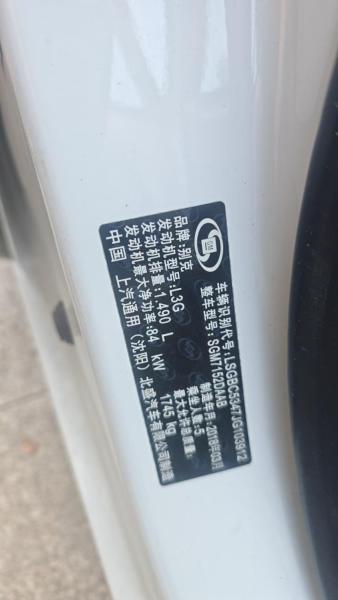 GM
车辆识别代号:LSGBC5347JG103912
整车型号:SGM7152DAAB
品牌:别克
制造年月:2018年03月
发动机型号:L3G
乘坐人数:5
发动机排量:1.490 L
最大允许总质量:
发动机最大净功率:84 kW
1745 kg
中国 上汽通用(沈阳)北盛汽车有限公司制造